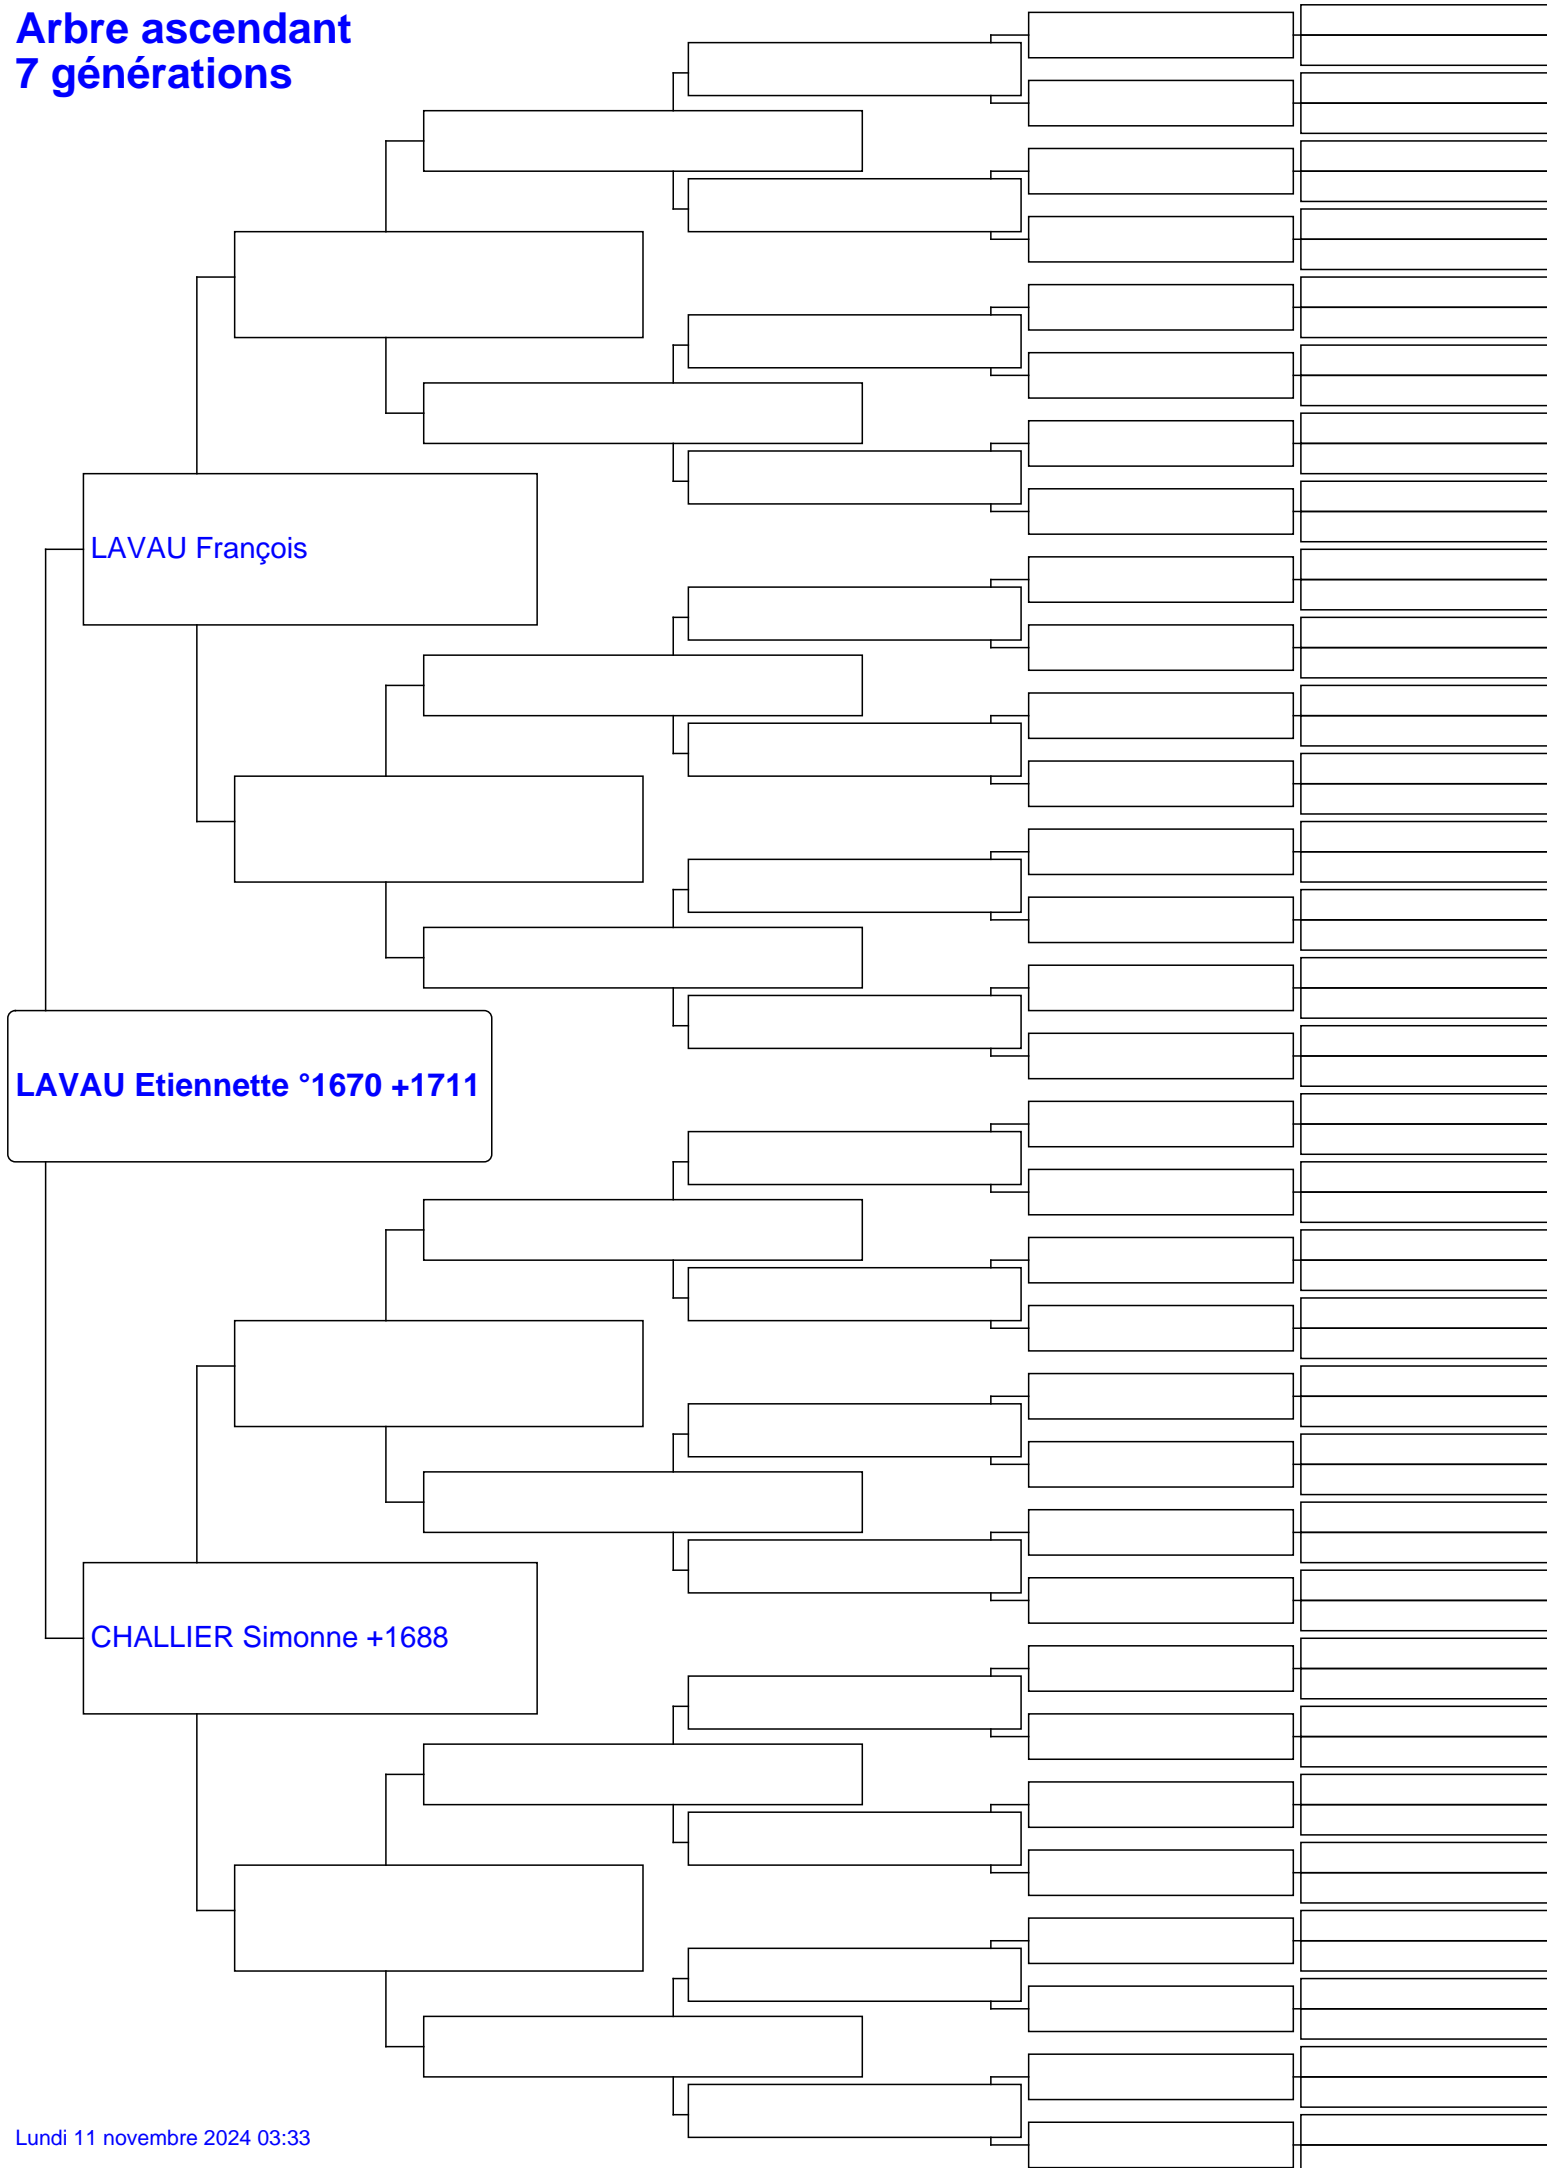 Arbre ascendant
7 générations
LAVAU François
LAVAU Etiennette °1670 +1711
CHALLIER Simonne +1688
Lundi 11 novembre 2024 03:33